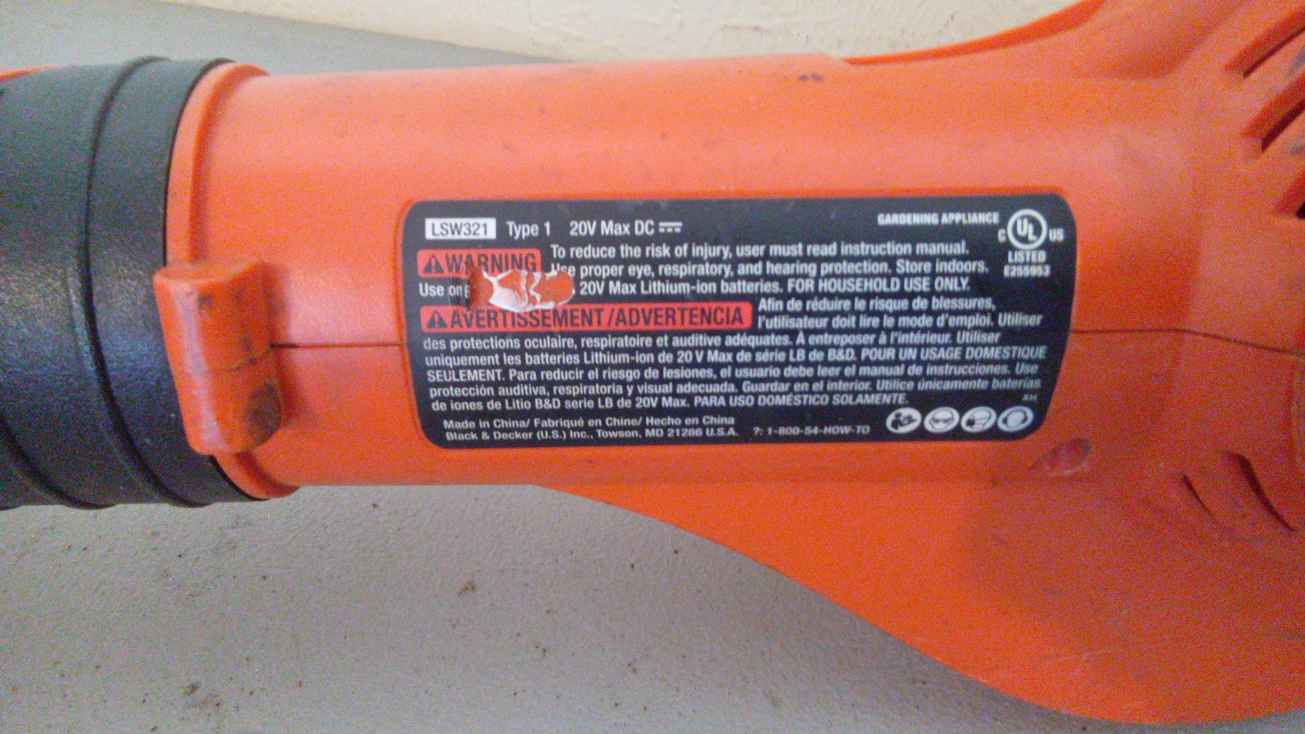 LSW321 Type 1 20V Max DC
GARDENING APPLIANCE
C UL US
LISTED
E255953
WARNING To reduce the risk of injury, user must read instruction manual.
Use proper eye, respiratory, and hearing protection. Store indoors.
Use 20V Max Lithium-ion batteries. FOR HOUSEHOLD USE ONLY.
AVERTISSEMENT/ADVERTENCIA Afin de réduire le risque de blessures,
l'utilisateur doit lire le mode d'emploi. Utiliser
des protections oculaire, respiratoire et auditive adéquates. À entreposer à l'intérieur. Utiliser
uniquement les batteries Lithium-ion de 20 V Max de série LB de B&D. POUR UN USAGE DOMESTIQUE
SEULEMENT. Para reducir el riesgo de lesiones, el usuario debe leer el manual de instrucciones. Use
protección auditiva, respiratoria y visual adecuada. Guardar en el interior. Utilice únicamente baterías
de iones de Litio B&D serie LB de 20V Max. PARA USO DOMÉSTICO SOLAMENTE.
Made in China/ Fabriqué en Chine/ Hecho en China
Black & Decker (U.S.) Inc., Towson, MD 21286 U.S.A. ?: 1-800-54-HOW-TO